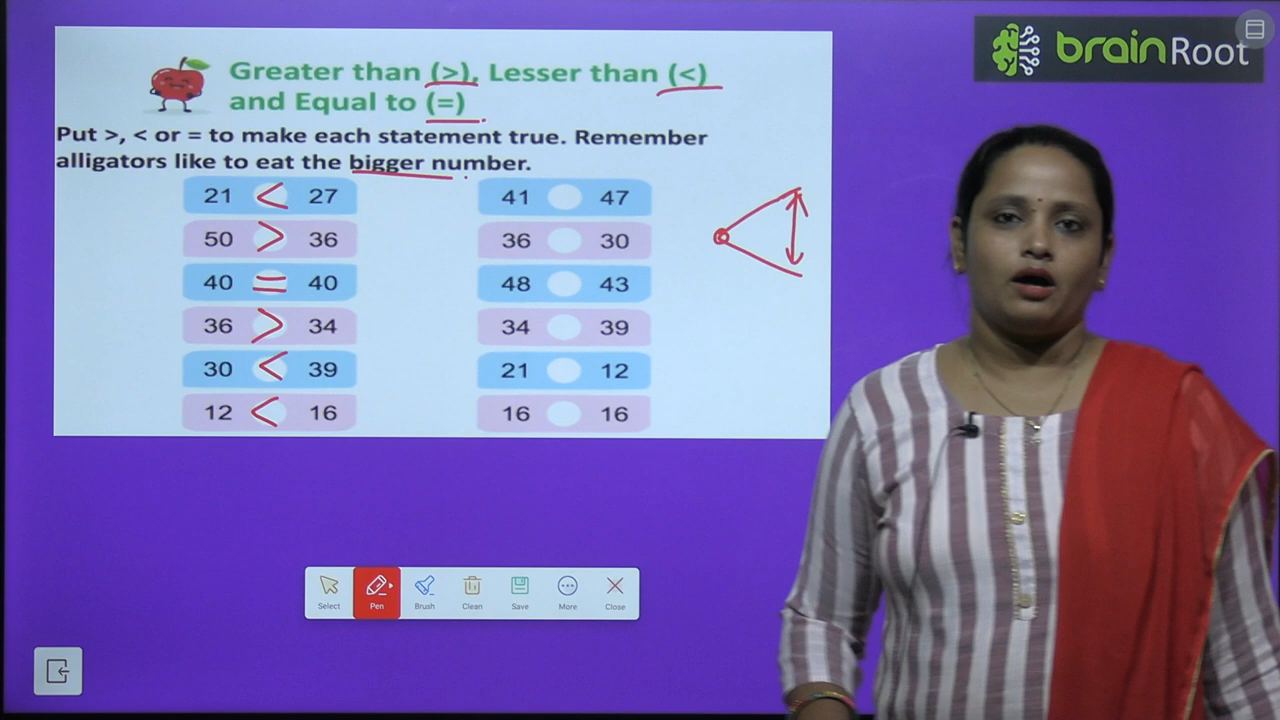 brainRoot
Greater than (>), Lesser than (<)
and Equal to (=)
Put >, < or = to make each statement true. Remember
alligators like to eat the bigger number.
21 < 27
50 > 36
40 = 40
36 > 34
30 < 39
12 < 16
41 47
36 30
48 43
34 39
21 12
16 16
Select Pen Brush Clean Save More Close